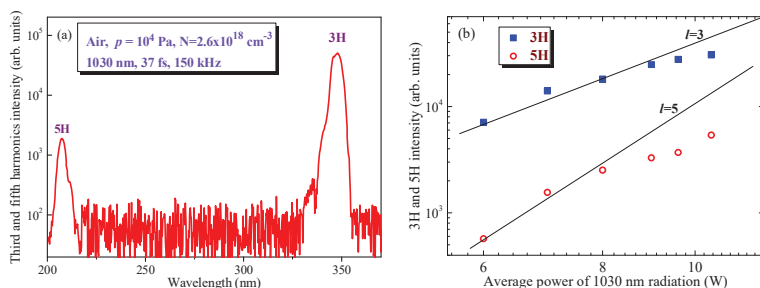 (a)
Air, p = 10⁴ Pa, N=2.6x10¹⁸ cm⁻³
1030 nm, 37 fs, 150 kHz
3H
5H
10⁵
10⁴
10³
10²
200
250
300
350
Wavelength (nm)
Third and fifth harmonics intensity (arb. units)
(b)
3H
5H
l=3
l=5
10⁴
10³
6
8
10
Average power of 1030 nm radiation (W)
3H and 5H intensity (arb. units)